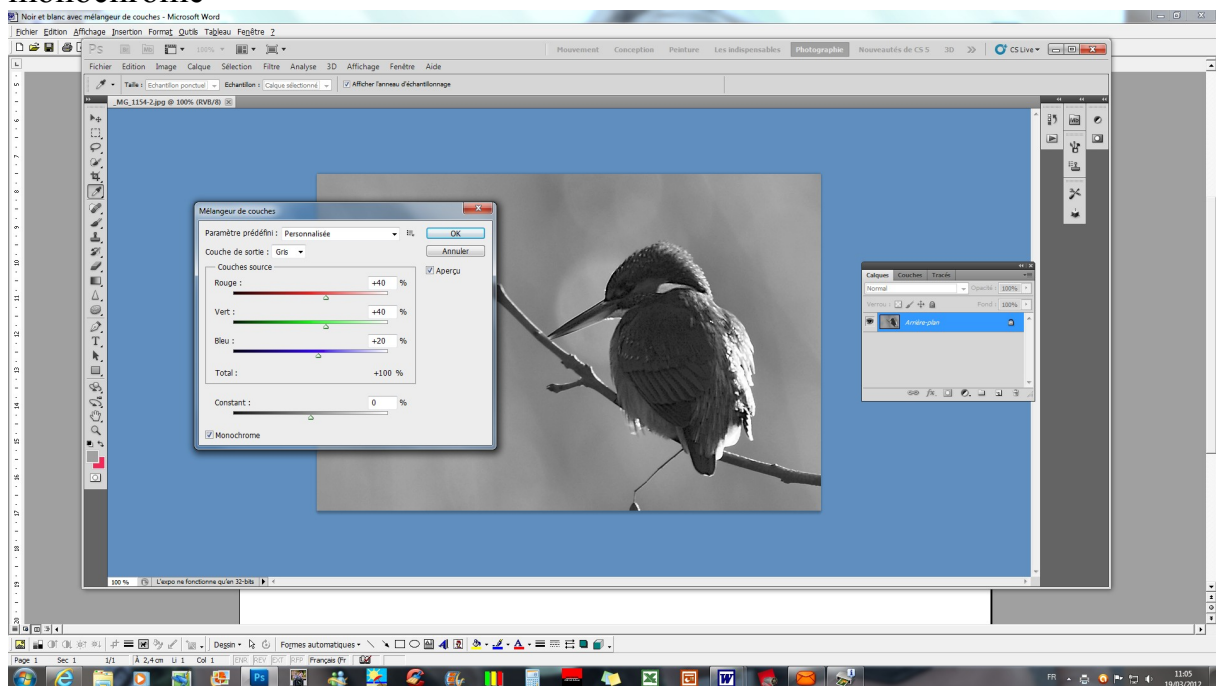 monochrome
Noir et blanc avec mélangeur de couches - Microsoft Word
Fichier Edition Affichage Insertion Format Outils Tableau Fenêtre ?
Ps 100% Mouvement Conception Peinture Les indispensables Photographie Nouveautés de CS 5 3D CS Live
Fichier Edition Image Calque Sélection Filtre Analyse 3D Affichage Fenêtre Aide
Taille : Echantillon ponctuel Echantillon : Calque sélectionné Afficher l'anneau d'échantillonnage
_MG_1154-2.jpg @ 100% (RVB/8)
Mélangeur de couches
Paramètre prédéfini : Personnalisée OK
Couche de sortie : Gris Annuler
Couches source Aperçu
Rouge : +40 %
Vert : +40 %
Bleu : +20 %
Total : +100 %
Constant : 0 %
Monochrome
Calques Couches Tracés
Normal Opacité : 100%
Verrou : Fond : 100%
Arrière-plan
100 % L'expo ne fonctionne qu'en 32-bits
Dessin Formes automatiques
Page 1 Sec 1 1/1 À 2,4 cm Li 1 Col 1 ENR REV EXT RFP Français (Fr
FR 11:05
19/03/2012